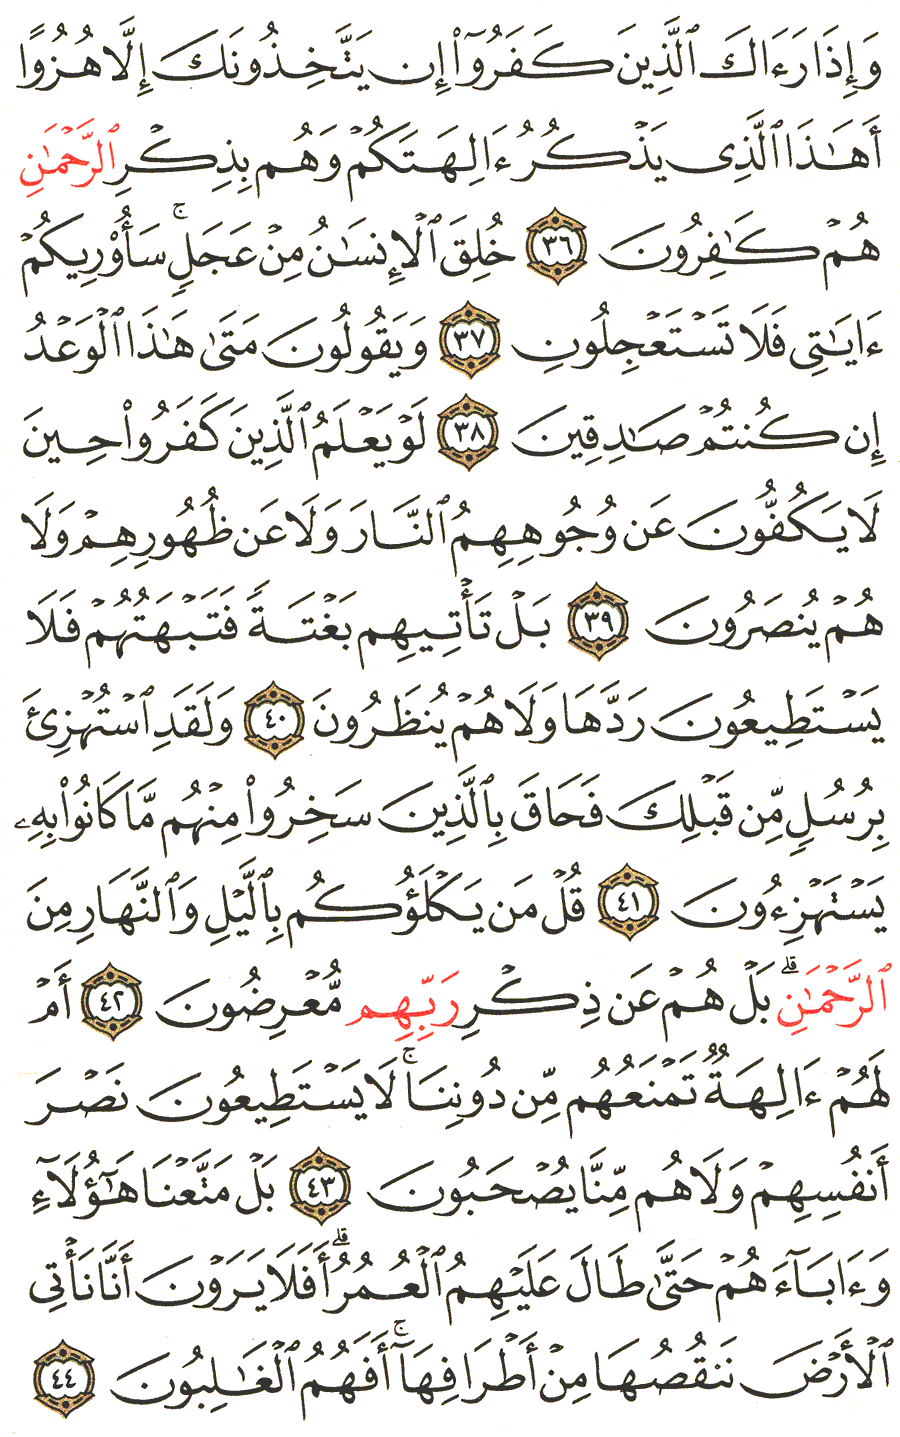 وَإِذَا رَءَاكَ ٱلَّذِينَ كَفَرُوٓا۟ إِن يَتَّخِذُونَكَ إِلَّا هُزُوًا
أَهَـٰذَا ٱلَّذِى يَذْكُرُ ءَالِهَتَكُمْ وَهُم بِذِكْرِ ٱلرَّحْمَـٰنِ
هُمْ كَـٰفِرُونَ ٣٦ خُلِقَ ٱلْإِنسَـٰنُ مِنْ عَجَلٍ ۚ سَأُو۟رِيكُمْ
ءَايَـٰتِى فَلَا تَسْتَعْجِلُونِ ٣٧ وَيَقُولُونَ مَتَىٰ هَـٰذَا ٱلْوَعْدُ
إِن كُنتُمْ صَـٰدِقِينَ ٣٨ لَوْ يَعْلَمُ ٱلَّذِينَ كَفَرُوا۟ حِينَ
لَا يَكُفُّونَ عَن وُجُوهِهِمُ ٱلنَّارَ وَلَا عَن ظُهُورِهِمْ وَلَا
هُمْ يُنصَرُونَ ٣٩ بَلْ تَأْتِيهِم بَغْتَةً فَتَبْهَتُهُمْ فَلَا
يَسْتَطِيعُونَ رَدَّهَا وَلَا هُمْ يُنظَرُونَ ٤٠ وَلَقَدِ ٱسْتُهْزِئَ
بِرُسُلٍ مِّن قَبْلِكَ فَحَاقَ بِٱلَّذِينَ سَخِرُوا۟ مِنْهُم مَّا كَانُوا۟ بِهِۦ
يَسْتَهْزِءُونَ ٤١ قُلْ مَن يَكْلَؤُكُم بِٱلَّيْلِ وَٱلنَّهَارِ مِنَ
ٱلرَّحْمَـٰنِ ۗ بَلْ هُمْ عَن ذِكْرِ رَبِّهِم مُّعْرِضُونَ ٤٢ أَمْ
لَهُمْ ءَالِهَةٌ تَمْنَعُهُم مِّن دُونِنَا ۚ لَا يَسْتَطِيعُونَ نَصْرَ
أَنفُسِهِمْ وَلَا هُم مِّنَّا يُصْحَبُونَ ٤٣ بَلْ مَتَّعْنَا هَـٰٓؤُلَآءِ
وَءَابَآءَهُمْ حَتَّىٰ طَالَ عَلَيْهِمُ ٱلْعُمُرُ ۗ أَفَلَا يَرَوْنَ أَنَّا نَأْتِى
ٱلْأَرْضَ نَنقُصُهَا مِنْ أَطْرَافِهَآ ۚ أَفَهُمُ ٱلْغَـٰلِبُونَ ٤٤